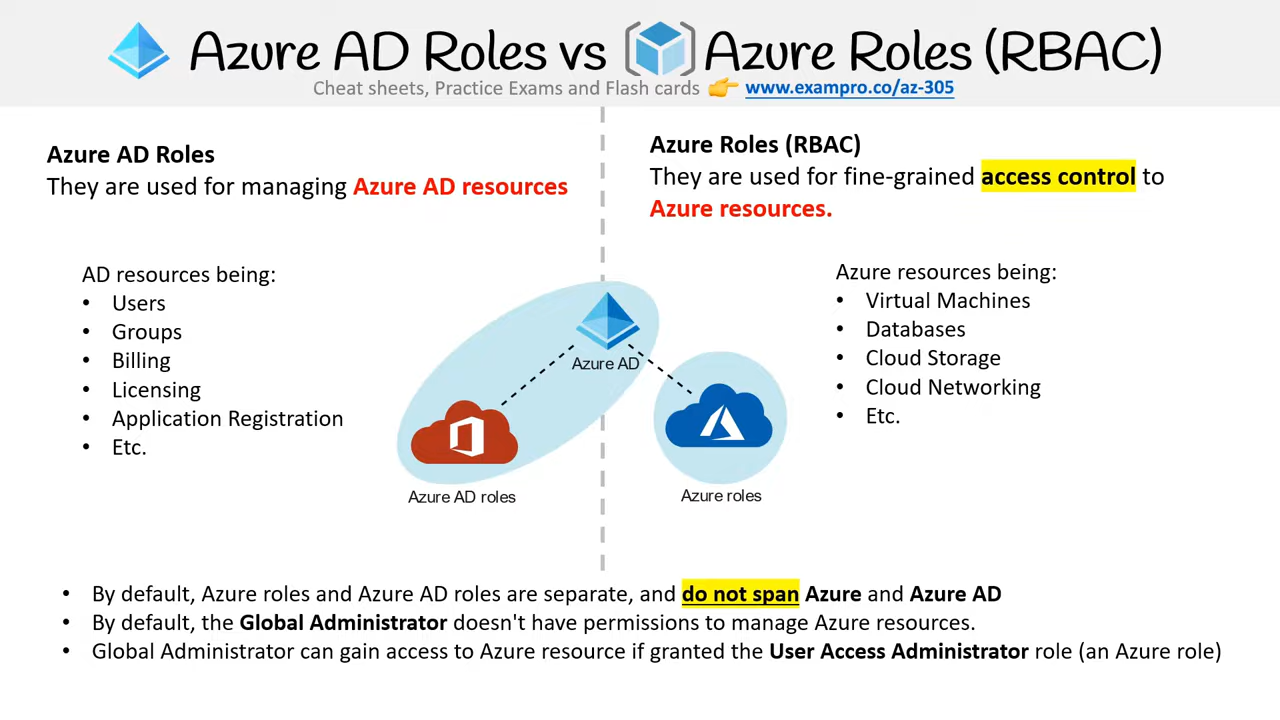 Azure AD Roles vs Azure Roles (RBAC)
Cheat sheets, Practice Exams and Flash cards 👉 www.exampro.co/az-305
Azure AD Roles
They are used for managing Azure AD resources
AD resources being:
• Users
• Groups
• Billing
• Licensing
• Application Registration
• Etc.
Azure Roles (RBAC)
They are used for fine-grained access control to
Azure resources.
Azure resources being:
• Virtual Machines
• Databases
• Cloud Storage
• Cloud Networking
• Etc.
Azure AD
Azure AD roles
Azure roles
• By default, Azure roles and Azure AD roles are separate, and do not span Azure and Azure AD
• By default, the Global Administrator doesn't have permissions to manage Azure resources.
• Global Administrator can gain access to Azure resource if granted the User Access Administrator role (an Azure role)